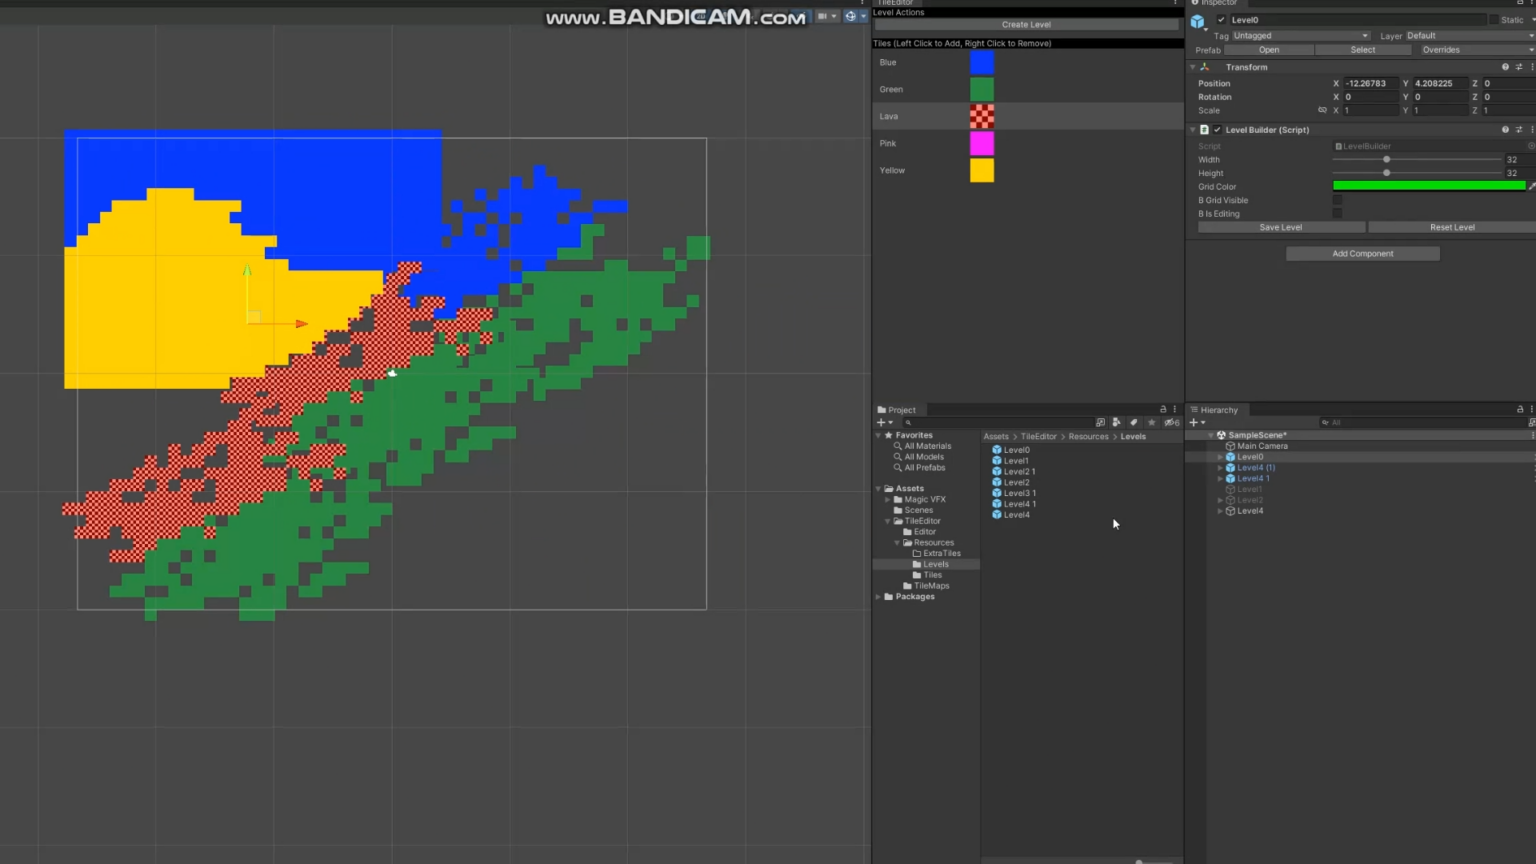 www.BANDICAM.com
TileEditor
Level Actions
Create Level
Tiles (Left Click to Add, Right Click to Remove)
Blue
Green
Lava
Pink
Yellow
Inspector
Level0
Static
Tag Untagged
Layer Default
Prefab Open Select Overrides
Transform
Position X -12.26783 Y 4.208225 Z 0
Rotation X 0 Y 0 Z 0
Scale X 1 Y 1 Z 1
Level Builder (Script)
Script LevelBuilder
Width 32
Height 32
Grid Color
B Grid Visible
B Is Editing
Save Level Reset Level
Add Component
Project
Favorites
All Materials
All Models
All Prefabs
Assets
Magic VFX
Scenes
TileEditor
Editor
Resources
ExtraTiles
Levels
Tiles
TileMaps
Packages
Assets > TileEditor > Resources > Levels
Level0
Level1
Level2 1
Level2
Level3 1
Level4 1
Level4
Hierarchy
All
SampleScene*
Main Camera
Level0
Level4 (1)
Level4 1
Level1
Level2
Level4